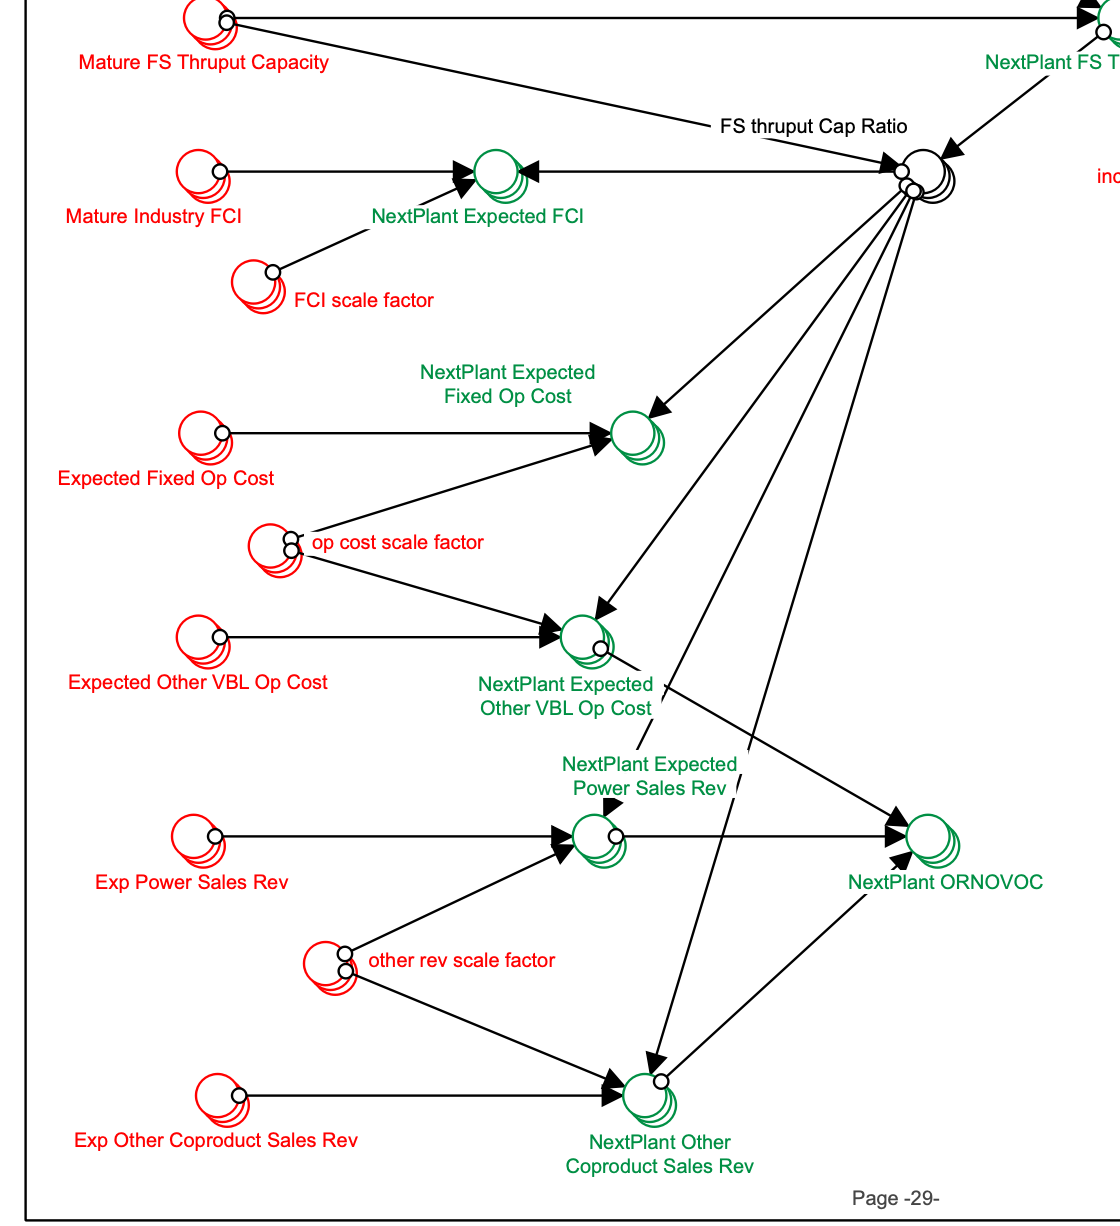 Mature FS Thruput Capacity
NextPlant FS T
FS thruput Cap Ratio
Mature Industry FCI
NextPlant Expected FCI
FCI scale factor
NextPlant Expected
Fixed Op Cost
Expected Fixed Op Cost
op cost scale factor
Expected Other VBL Op Cost
NextPlant Expected
Other VBL Op Cost
NextPlant Expected
Power Sales Rev
Exp Power Sales Rev
NextPlant ORNOVOC
other rev scale factor
Exp Other Coproduct Sales Rev
NextPlant Other
Coproduct Sales Rev
Page -29-